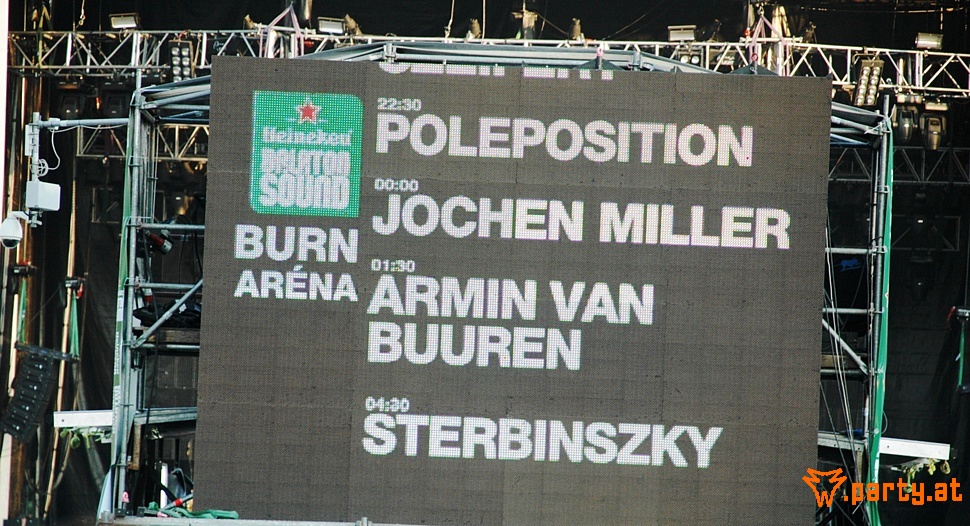 22:30
POLEPOSITION
Heineken
BALATON
SOUND
00:00
JOCHEN MILLER
BURN
ARÉNA
01:30
ARMIN VAN
BUUREN
04:30
STERBINSZKY
.party.at